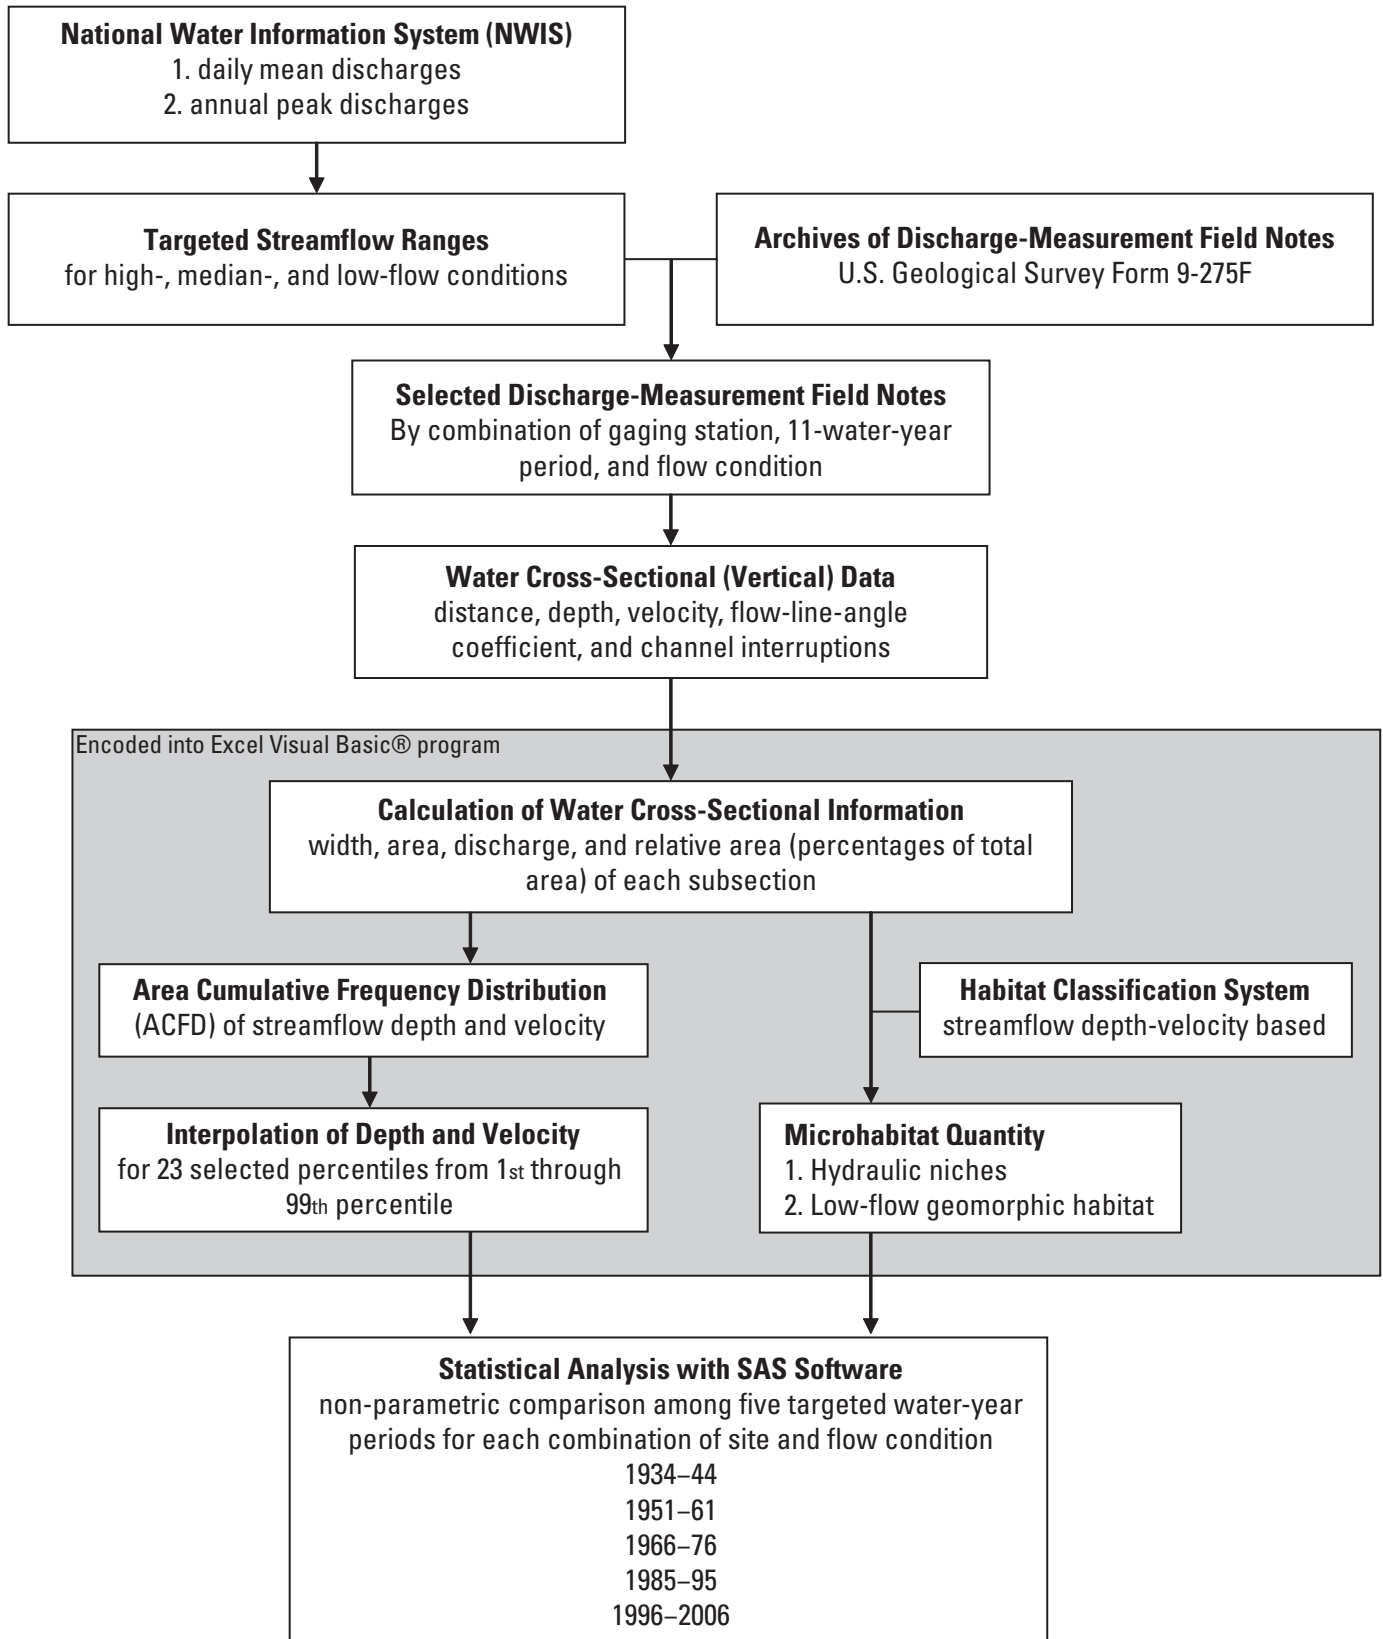 National Water Information System (NWIS)
1. daily mean discharges
2. annual peak discharges
Targeted Streamflow Ranges
for high-, median-, and low-flow conditions
Archives of Discharge-Measurement Field Notes
U.S. Geological Survey Form 9-275F
Selected Discharge-Measurement Field Notes
By combination of gaging station, 11-water-year
period, and flow condition
Water Cross-Sectional (Vertical) Data
distance, depth, velocity, flow-line-angle
coefficient, and channel interruptions
Encoded into Excel Visual Basic® program
Calculation of Water Cross-Sectional Information
width, area, discharge, and relative area (percentages of total
area) of each subsection
Area Cumulative Frequency Distribution
(ACFD) of streamflow depth and velocity
Habitat Classification System
streamflow depth-velocity based
Interpolation of Depth and Velocity
for 23 selected percentiles from 1st through
99th percentile
Microhabitat Quantity
1. Hydraulic niches
2. Low-flow geomorphic habitat
Statistical Analysis with SAS Software
non-parametric comparison among five targeted water-year
periods for each combination of site and flow condition
1934–44
1951–61
1966–76
1985–95
1996–2006